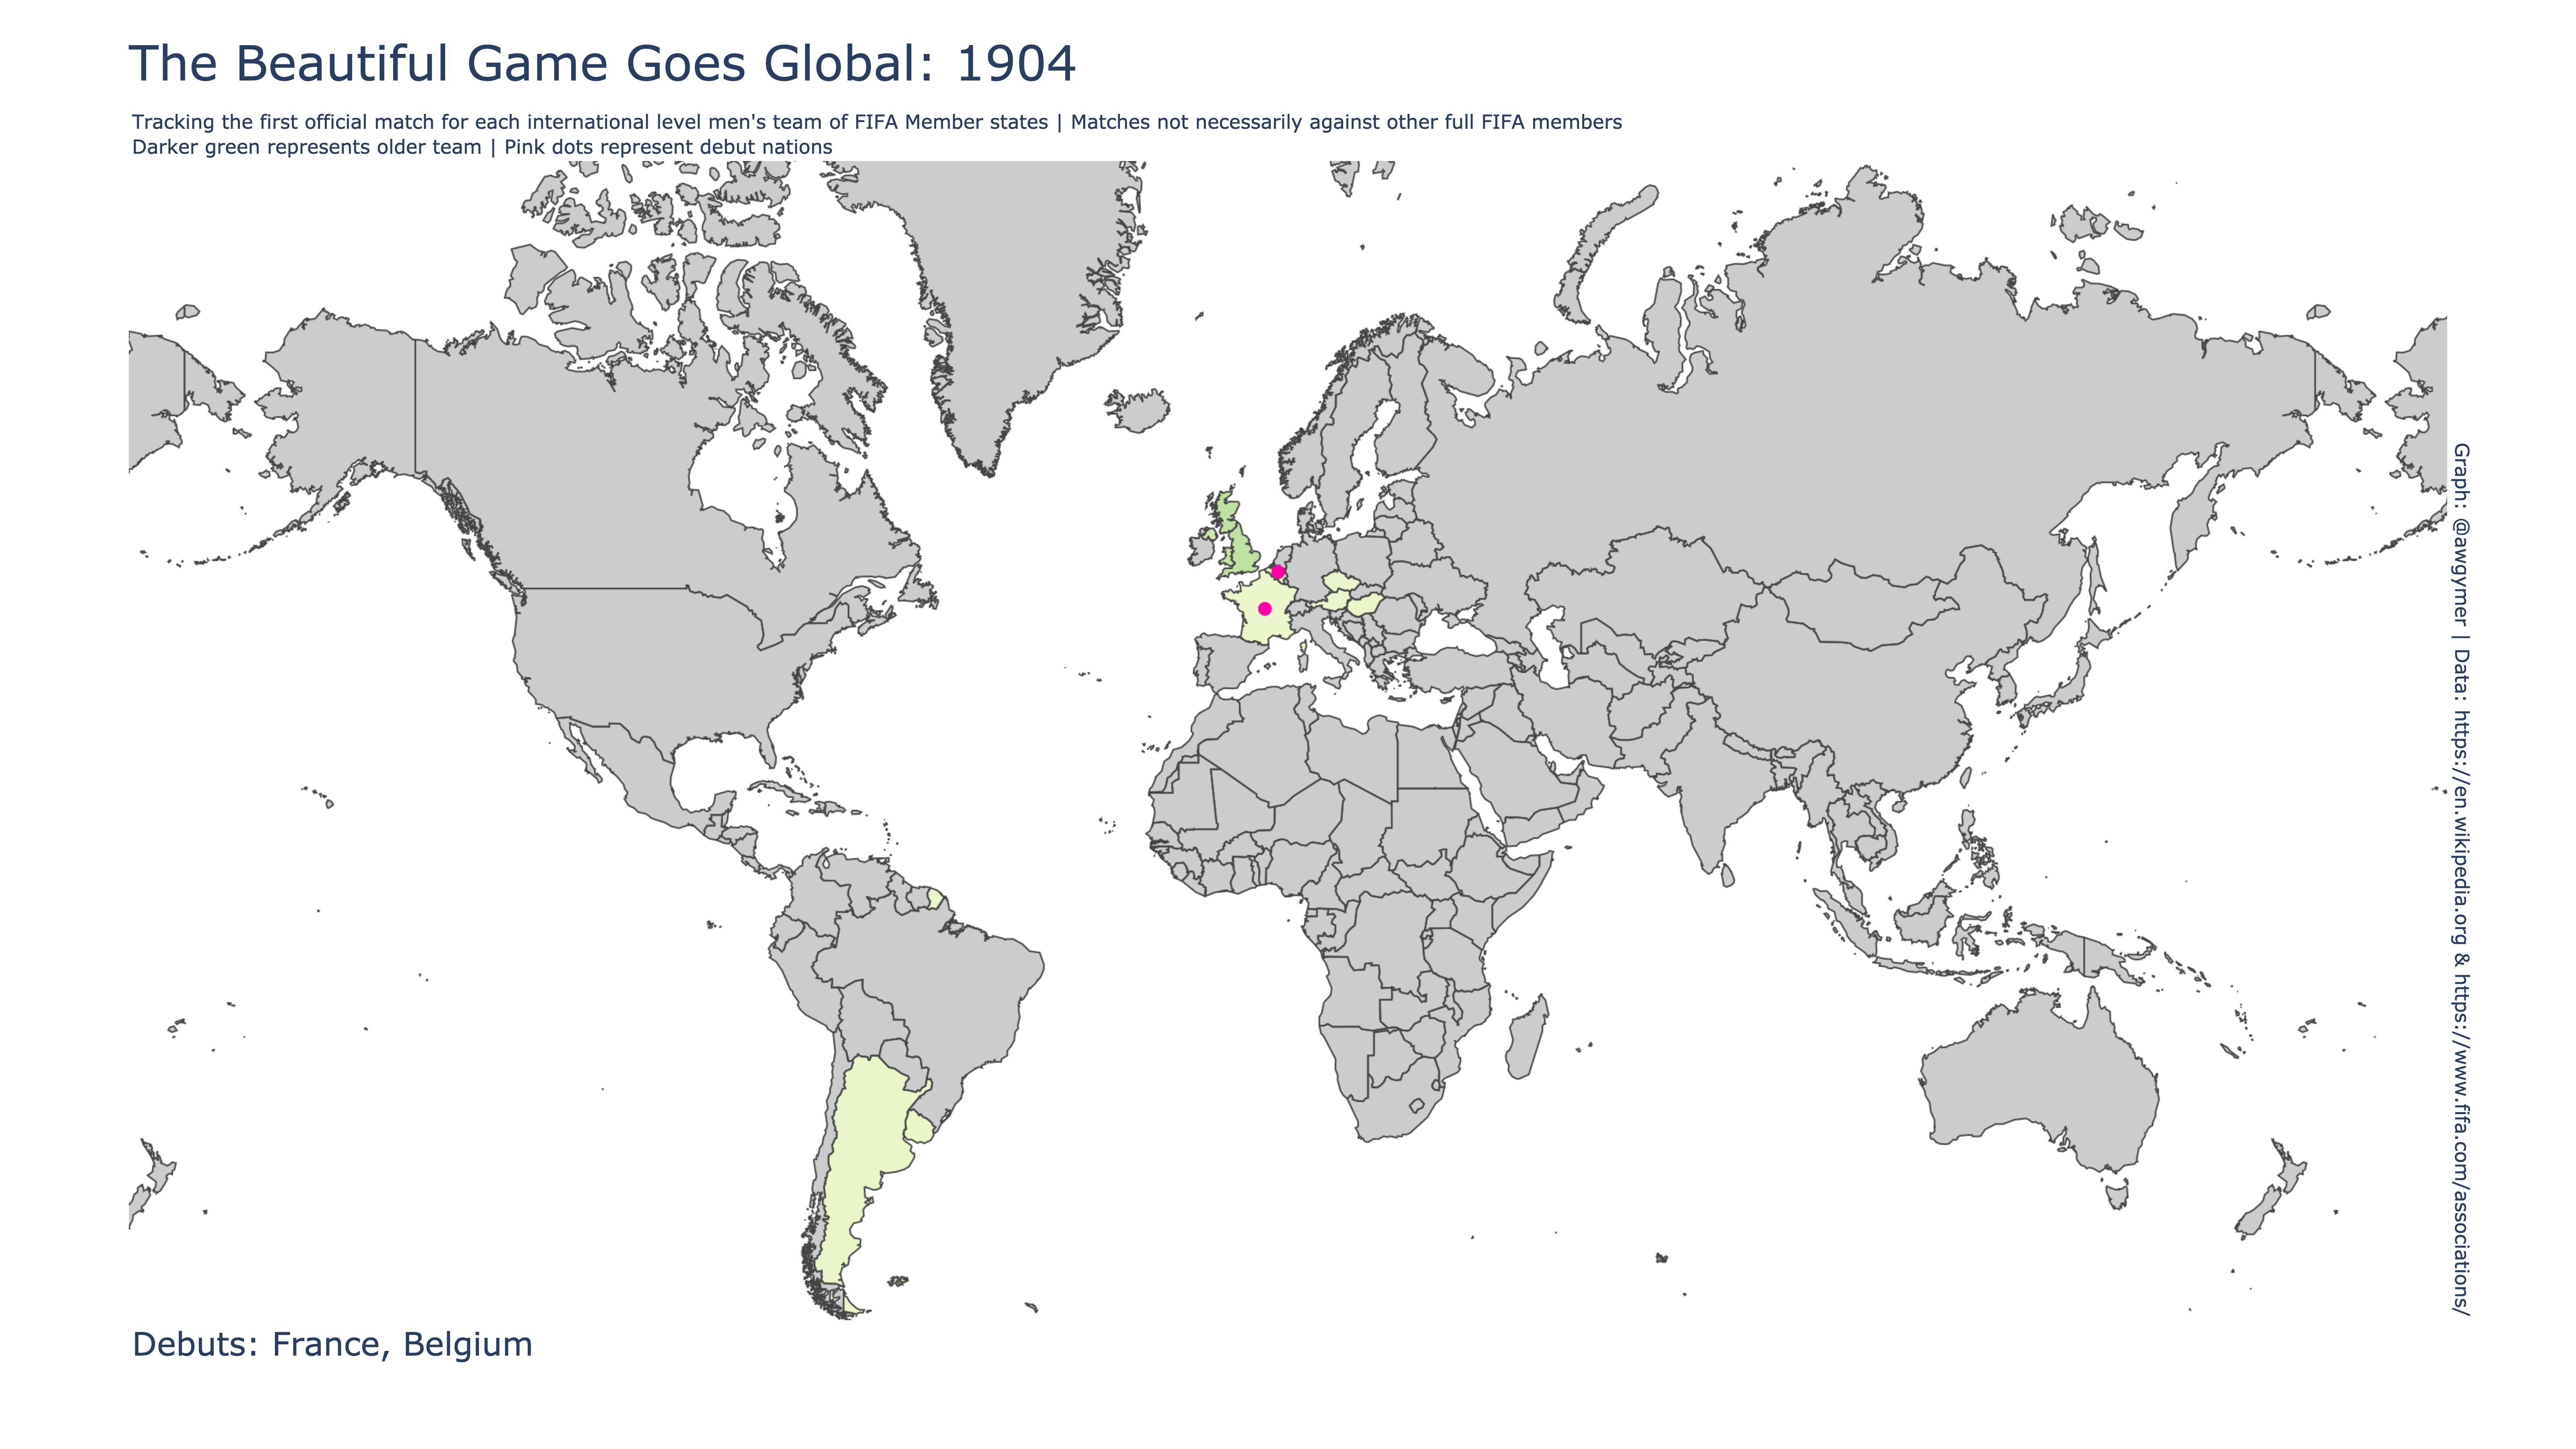 The Beautiful Game Goes Global: 1904
Tracking the first official match for each international level men's team of FIFA Member states | Matches not necessarily against other full FIFA members
Darker green represents older team | Pink dots represent debut nations
Graph: @awgymer | Data: https://en.wikipedia.org & https://www.fifa.com/associations/
Debuts: France, Belgium